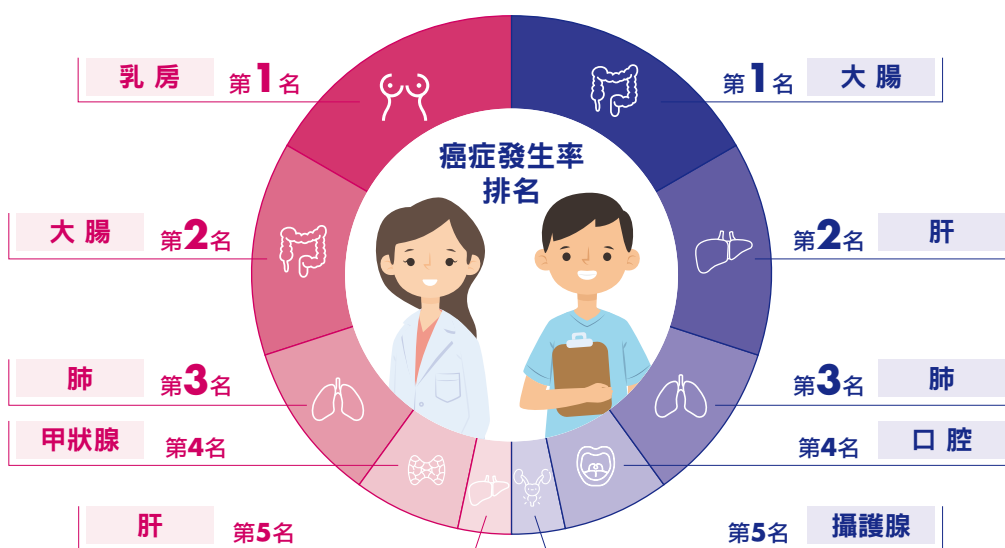 癌症發生率
排名
乳房 第1名
大腸 第2名
肺 第3名
甲狀腺 第4名
肝 第5名
第1名 大腸
第2名 肝
第3名 肺
第4名 口腔
第5名 攝護腺